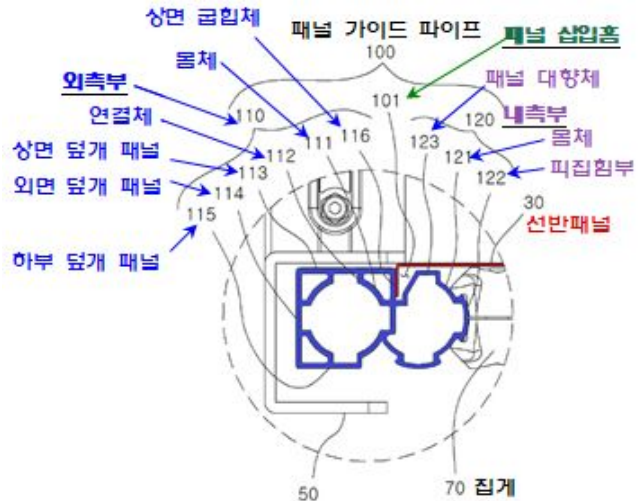 상면 굽힘체
패널 가이드 파이프
패널 삽입홈
몸체
100
외측부
101
패널 대향체
110
116
120
내측부
연결체
111
123
몸체
상면 덮개 패널
112
121
피집힘부
113
122
외면 덮개 패널
114
30
115
선반패널
하부 덮개 패널
50
70 집게